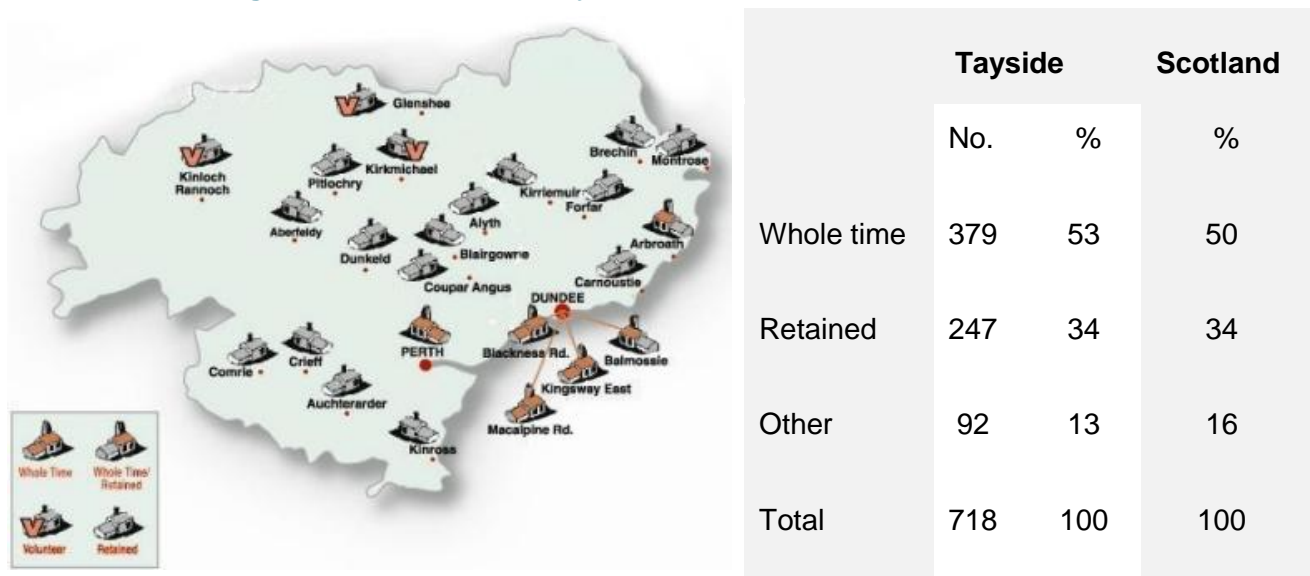 Glenshee
Kinloch
Rannoch
Pitlochry
Kirkmichael
Brechin
Montrose
Kirriemuir
Forfar
Aberfeldy
Alyth
Arbroath
Dunkeld
Blairgowrie
Coupar Angus
Carnoustie
DUNDEE
PERTH
Blackness Rd.
Balmossie
Comrie
Crieff
Kingsway East
Auchterarder
Macalpine Rd.
Kinross
Whole Time
Whole Time/
Retained
V
Volunteer
Retained
Tayside Scotland
No. % %
Whole time 379 53 50
Retained 247 34 34
Other 92 13 16
Total 718 100 100